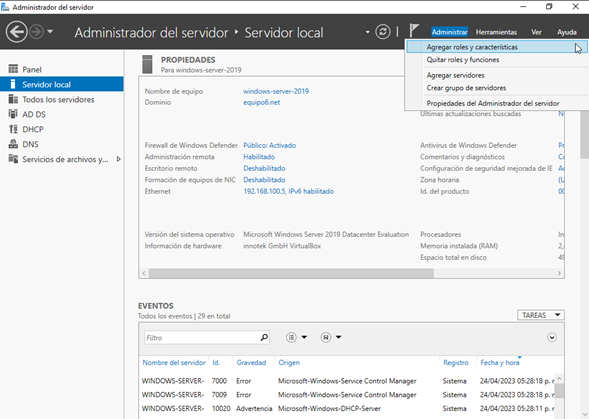 Administrador del servidor
Administrador del servidor • Servidor local
Administrar Herramientas Ver Ayuda
Agregar roles y características
Quitar roles y funciones
Agregar servidores
Crear grupo de servidores
Propiedades del Administrador del servidor
Panel
Servidor local
Todos los servidores
AD DS
DHCP
DNS
Servicios de archivos y...
PROPIEDADES
Para windows-server-2019
Nombre de equipo windows-server-2019
Dominio equipo6.net
Últimas actualizaciones buscadas
Firewall de Windows Defender Público: Activado Antivirus de Windows Defender
Administración remota Habilitado Comentarios y diagnósticos
Escritorio remoto Deshabilitado Configuración de seguridad mejorada de IE
Formación de equipos de NIC Deshabilitado Zona horaria
Ethernet 192.168.100.5, IPv6 habilitado Id. del producto
Versión del sistema operativo Microsoft Windows Server 2019 Datacenter Evaluation Procesadores
Información de hardware innotek GmbH VirtualBox Memoria instalada (RAM)
Espacio total en disco
EVENTOS
Todos los eventos | 29 en total
TAREAS
Filtro
Nombre del servidor Id. Gravedad Origen Registro Fecha y hora
WINDOWS-SERVER- 7000 Error Microsoft-Windows-Service Control Manager Sistema 24/04/2023 05:28:18 p. r
WINDOWS-SERVER- 7009 Error Microsoft-Windows-Service Control Manager Sistema 24/04/2023 05:28:18 p. r
WINDOWS-SERVER- 10020 Advertencia Microsoft-Windows-DHCP-Server Sistema 24/04/2023 05:28:11 p. r